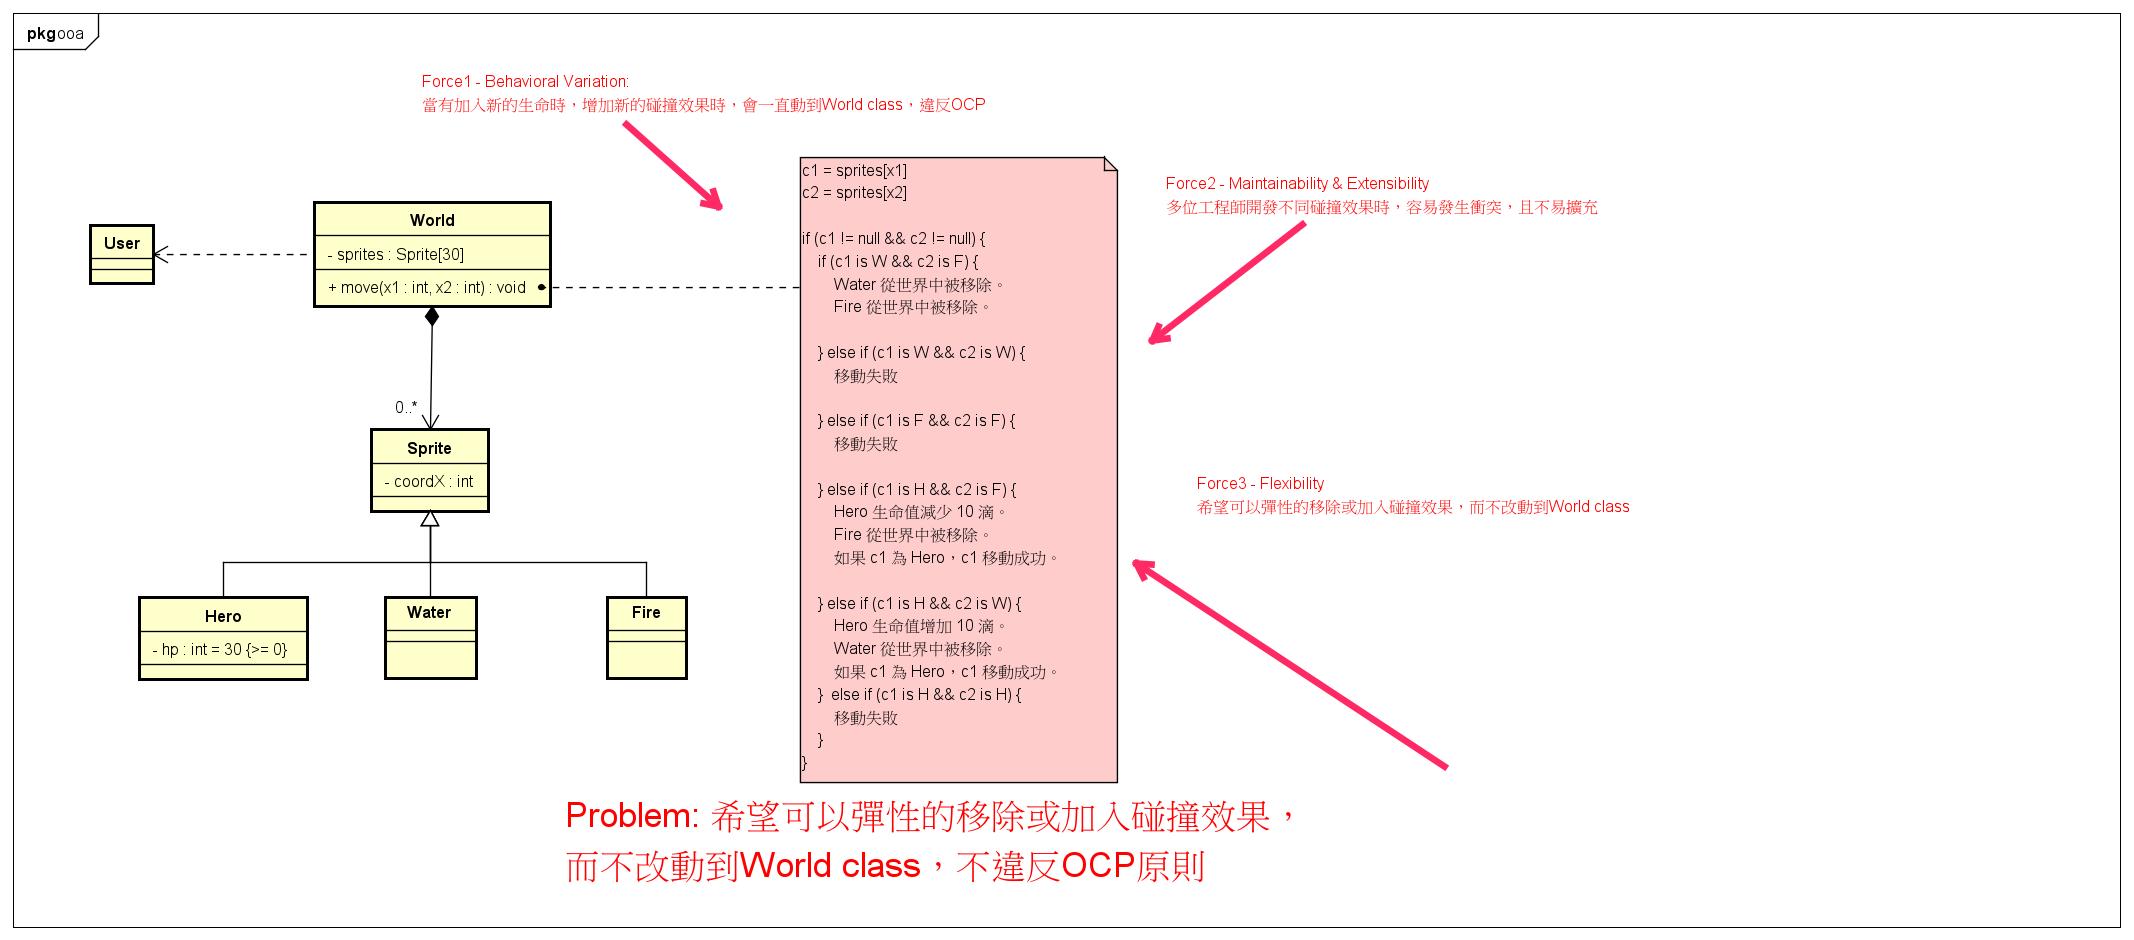 pkgooa
Force1 - Behavioral Variation:
當有加入新的生命時，增加新的碰撞效果時，會一直動到World class，違反OCP
Force2 - Maintainability & Extensibility
多位工程師開發不同碰撞效果時，容易發生衝突，且不易擴充
User
World
- sprites : Sprite[30]
+ move(x1 : int, x2 : int) : void
0..*
Sprite
- coordX : int
Hero
- hp : int = 30 {>= 0}
Water
Fire
c1 = sprites[x1]
c2 = sprites[x2]
if (c1 != null && c2 != null) {
if (c1 is W && c2 is F) {
Water 從世界中被移除。
Fire 從世界中被移除。
} else if (c1 is W && c2 is W) {
移動失敗
} else if (c1 is F && c2 is F) {
移動失敗
} else if (c1 is H && c2 is F) {
Hero 生命值減少 10 滴。
Fire 從世界中被移除。
如果 c1 為 Hero，c1 移動成功。
} else if (c1 is H && c2 is W) {
Hero 生命值增加 10 滴。
Water 從世界中被移除。
如果 c1 為 Hero，c1 移動成功。
} else if (c1 is H && c2 is H) {
移動失敗
}
}
Force3 - Flexibility
希望可以彈性的移除或加入碰撞效果，而不改動到World class
Problem: 希望可以彈性的移除或加入碰撞效果，
而不改動到World class，不違反OCP原則